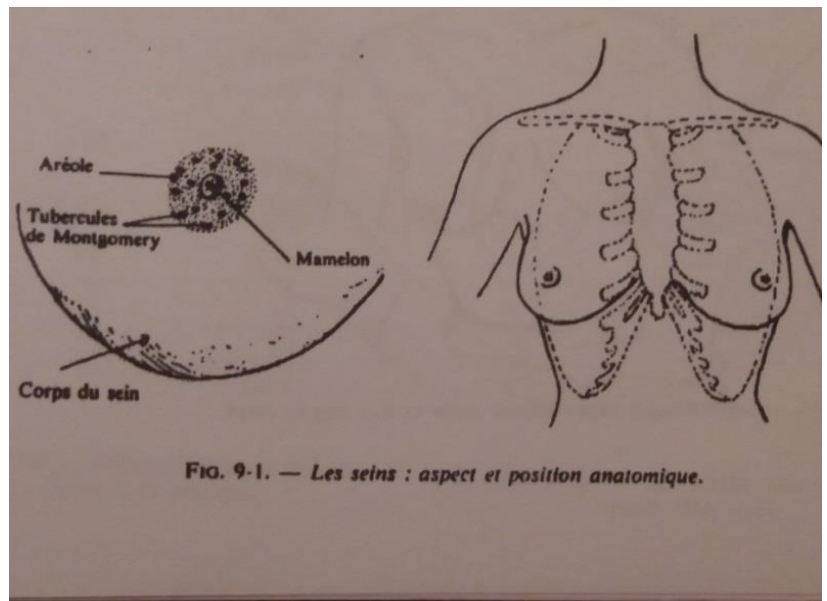 Aréole
Tubercules
de Montgomery
Mamelon
Corps du sein
FIG. 9-1. — Les seins : aspect et position anatomique.